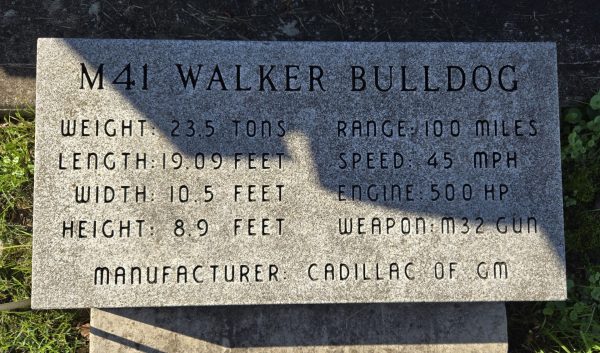 M41 WALKER BULLDOG
WEIGHT: 23.5 TONS RANGE: 100 MILES
LENGTH: 19.09 FEET SPEED: 45 MPH
WIDTH: 10.5 FEET ENGINE: 500 HP
HEIGHT: 8.9 FEET WEAPON: M32 GUN
MANUFACTURER: CADILLAC OF GM